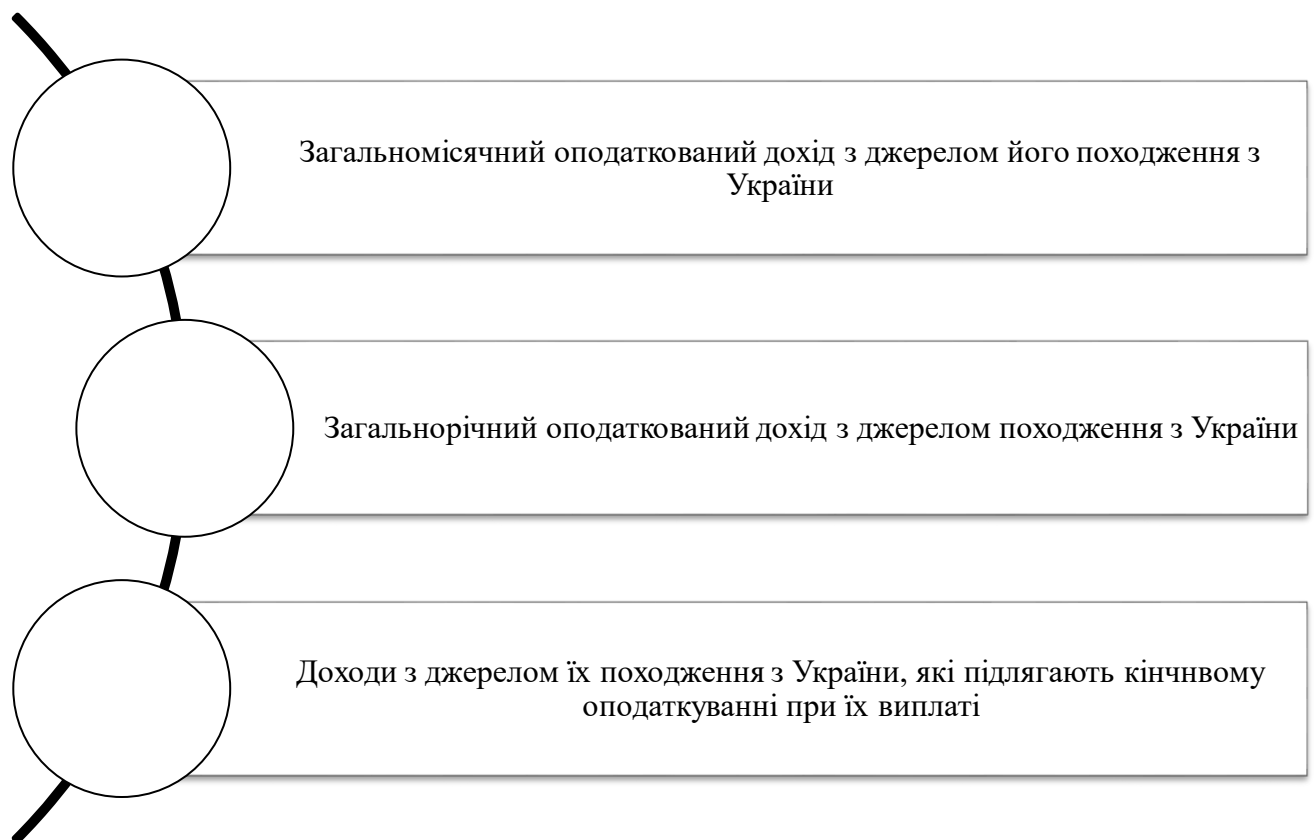 Загальномісячний оподаткований дохід з джерелом його походження з
України
Загальнорічний оподаткований дохід з джерелом походження з України
Доходи з джерелом їх походження з України, які підлягають кінчнвому
оподаткуванні при їх виплаті